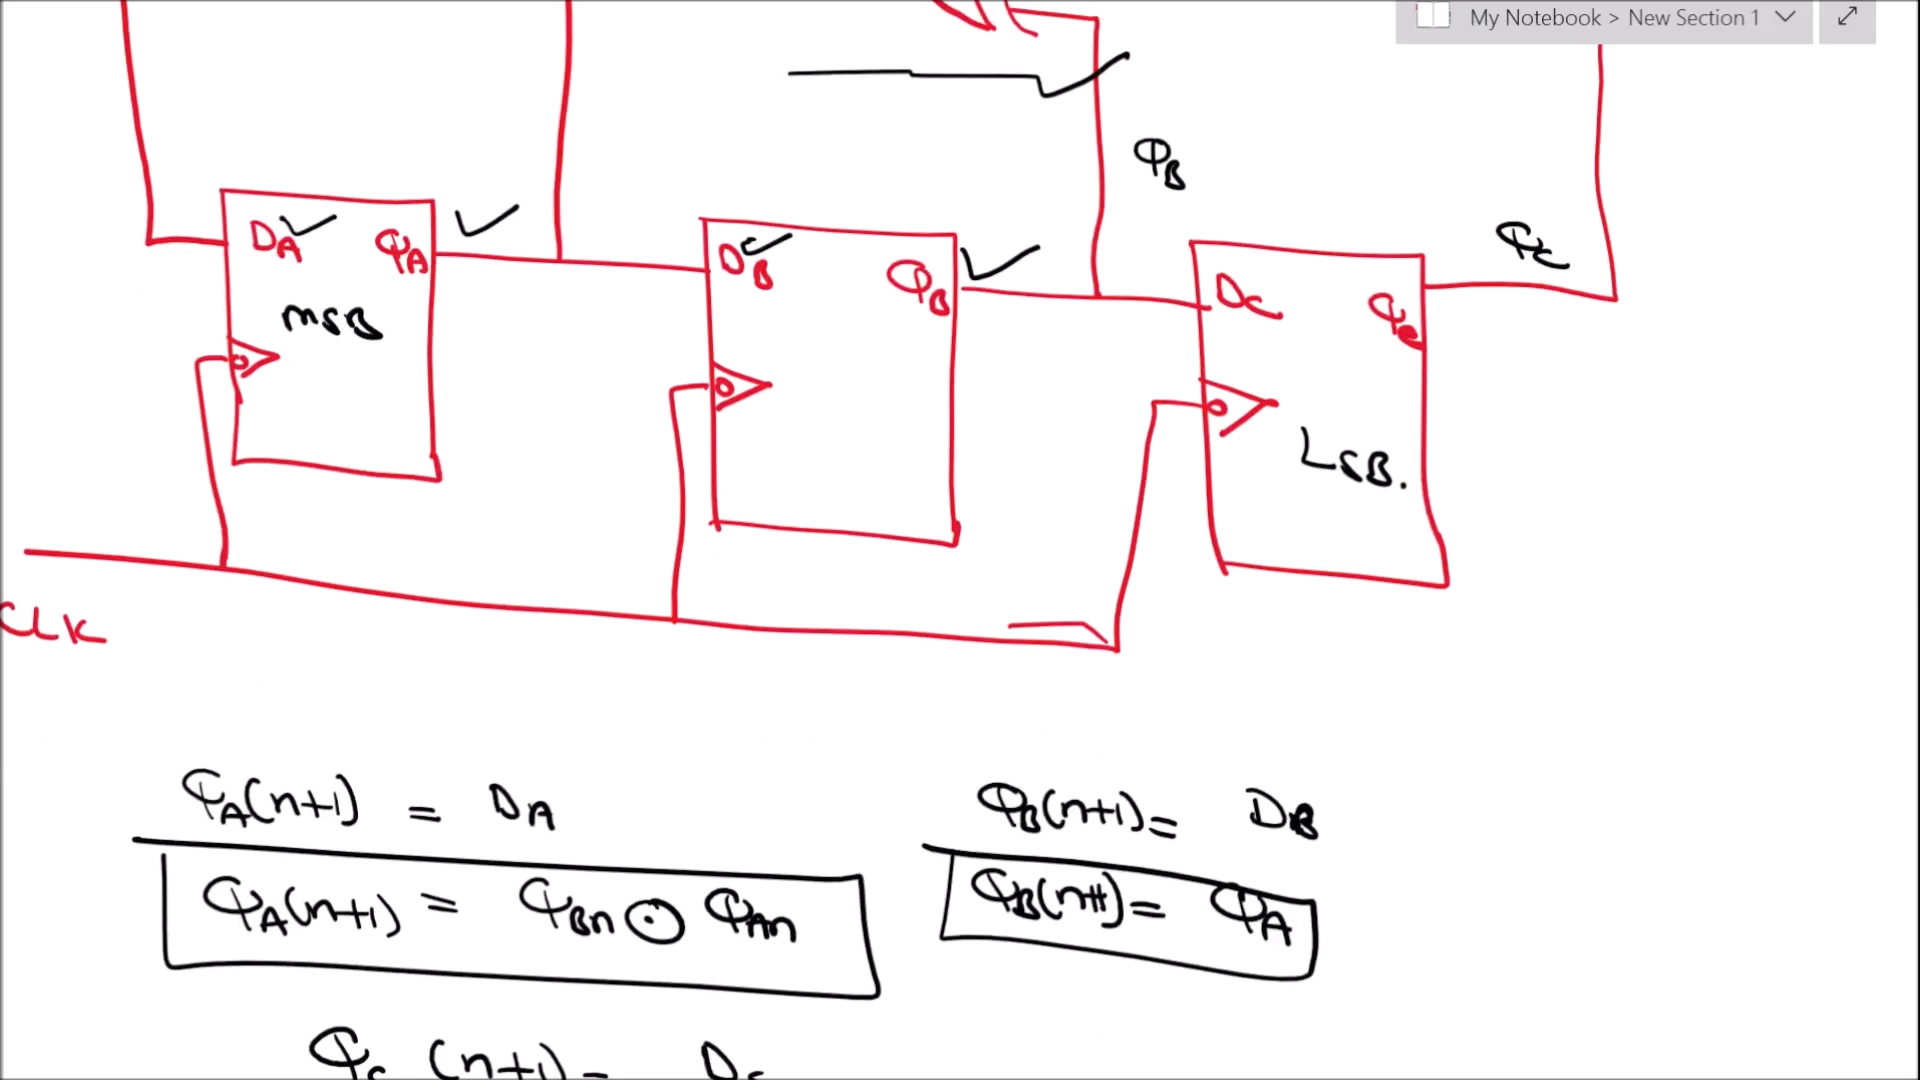 My Notebook > New Section 1
QB
DA QA
MSB
DB QB
DC QC
QC
LSB.
CLK
QA(n+1) = DA
QA(n+1) = QBn ⊙ QAn
QB(n+1) = DB
QB(n+1) = QA
QC (n+1) = DC